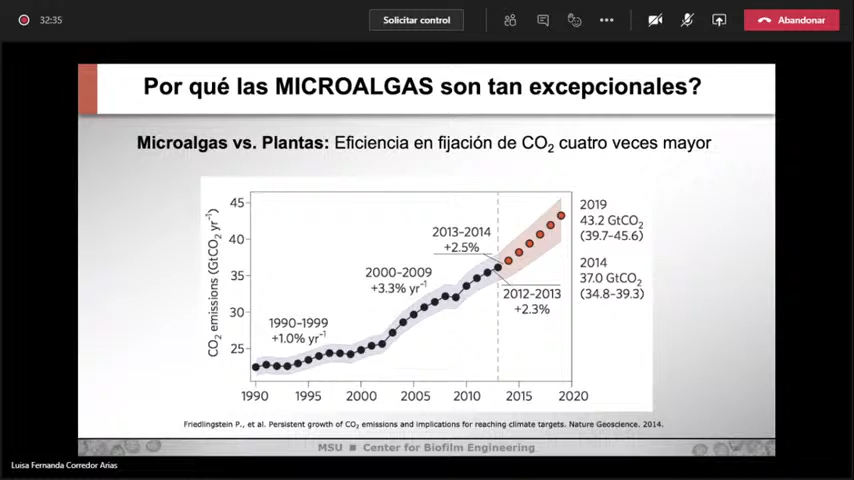 32:35
Solicitar control
Abandonar
Por qué las MICROALGAS son tan excepcionales?
Microalgas vs. Plantas: Eficiencia en fijación de CO₂ cuatro veces mayor
CO₂ emissions (GtCO₂ yr⁻¹)
45
40
35
30
25
1990
1995
2000
2005
2010
2015
2020
1990–1999
+1.0% yr⁻¹
2000–2009
+3.3% yr⁻¹
2013–2014
+2.5%
2012–2013
+2.3%
2019
43.2 GtCO₂
(39.7–45.6)
2014
37.0 GtCO₂
(34.8–39.3)
Friedlingstein P., et al. Persistent growth of CO₂ emissions and implications for reaching climate targets. Nature Geoscience. 2014.
MSU Center for Biofilm Engineering
Luisa Fernanda Corredor Arias